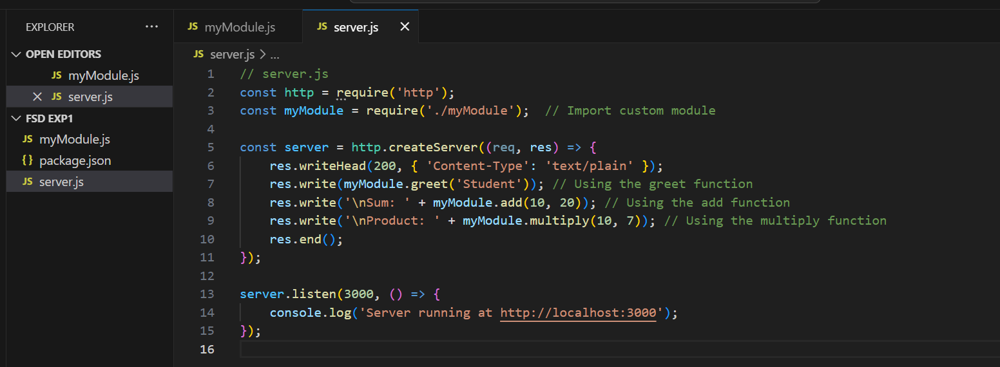 EXPLORER ...
OPEN EDITORS
JS myModule.js
JS server.js
FSD EXP1
JS myModule.js
{} package.json
JS server.js
JS myModule.js
JS server.js
JS server.js > ...
1 // server.js
2 const http = require('http');
3 const myModule = require('./myModule');  // Import custom module
4
5 const server = http.createServer((req, res) => {
6     res.writeHead(200, { 'Content-Type': 'text/plain' });
7     res.write(myModule.greet('Student')); // Using the greet function
8     res.write('\nSum: ' + myModule.add(10, 20)); // Using the add function
9     res.write('\nProduct: ' + myModule.multiply(10, 7)); // Using the multiply function
10     res.end();
11 });
12
13 server.listen(3000, () => {
14     console.log('Server running at http://localhost:3000');
15 });
16